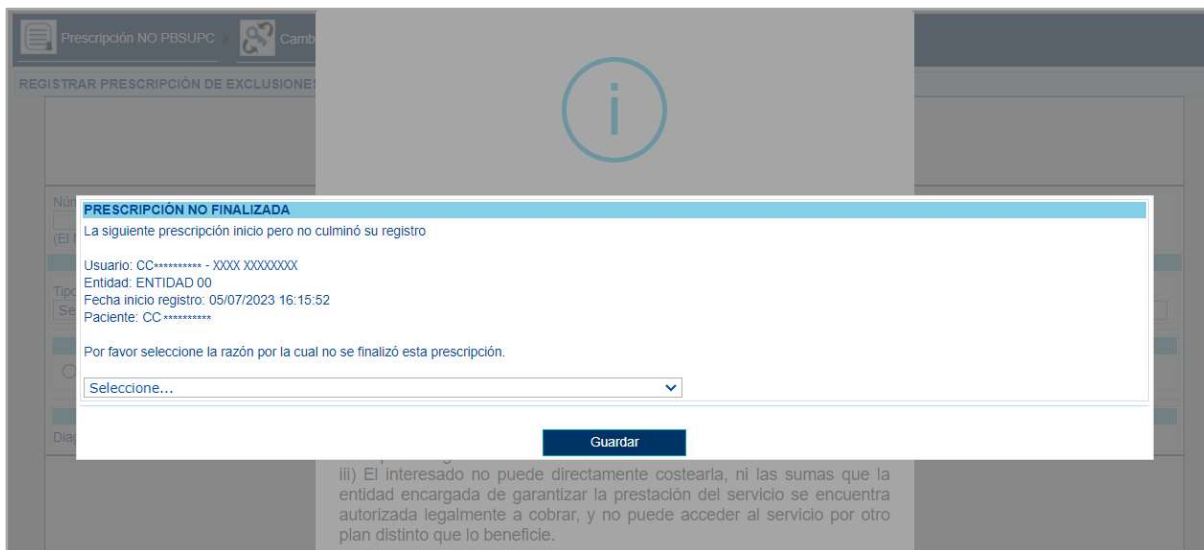 Prescripción NO PBSUPC
REGISTRAR PRESCRIPCIÓN DE EXCLUSIONES
PRESCRIPCIÓN NO FINALIZADA
La siguiente prescripción inicio pero no culminó su registro
Usuario: CC********** - XXXX XXXXXXXX
Entidad: ENTIDAD 00
Fecha inicio registro: 05/07/2023 16:15:52
Paciente: CC **********
Por favor seleccione la razón por la cual no se finalizó esta prescripción.
Seleccione...
Guardar
iii) El interesado no puede directamente costearla, ni las sumas que la
entidad encargada de garantizar la prestación del servicio se encuentra
autorizada legalmente a cobrar, y no puede acceder al servicio por otro
plan distinto que lo beneficie.